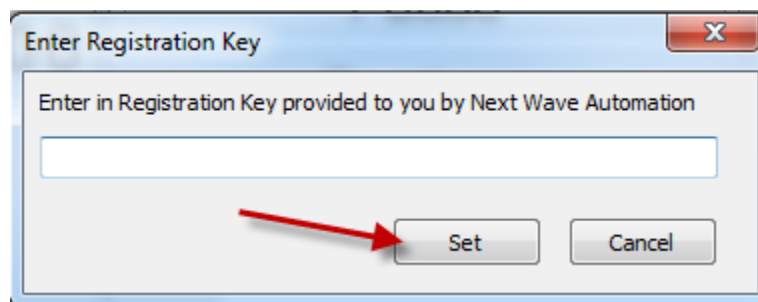 Enter Registration Key
Enter in Registration Key provided to you by Next Wave Automation
Set Cancel